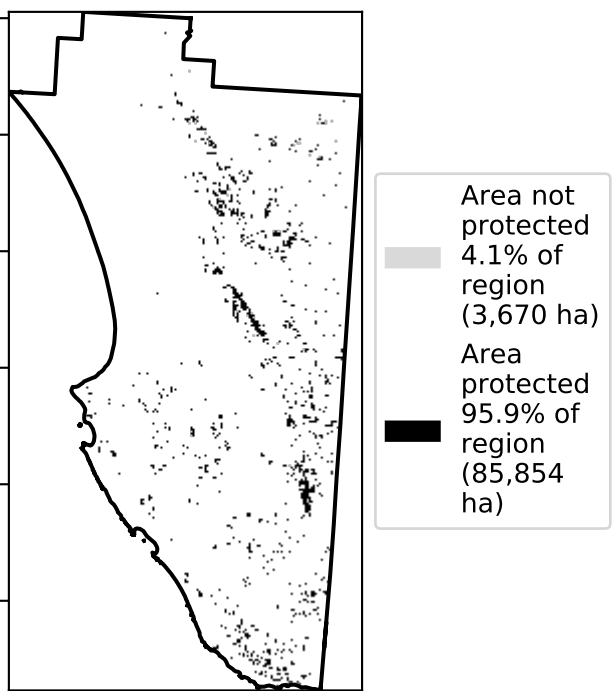 Area not
protected
4.1% of
region
(3,670 ha)
Area
protected
95.9% of
region
(85,854
ha)